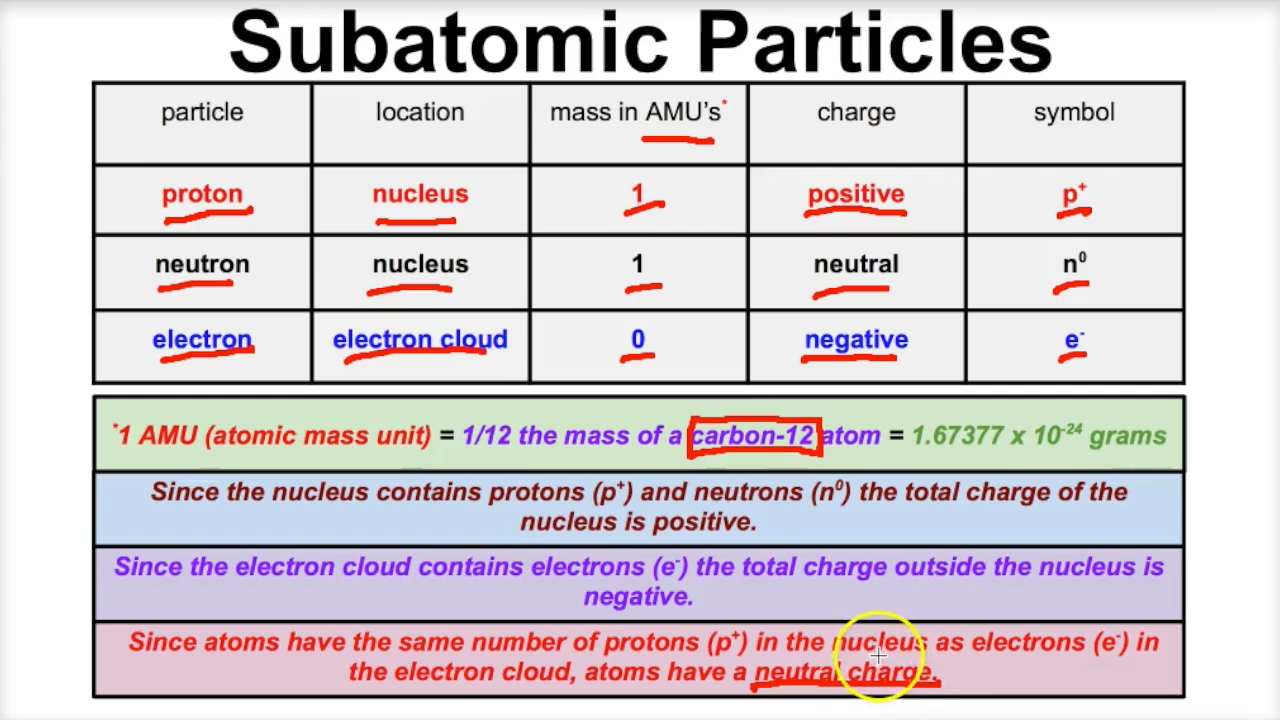 Subatomic Particles
particle location mass in AMU's* charge symbol
proton nucleus 1 positive p⁺
neutron nucleus 1 neutral n⁰
electron electron cloud 0 negative e⁻
*1 AMU (atomic mass unit) = 1/12 the mass of a carbon-12 atom = 1.67377 x 10⁻²⁴ grams
Since the nucleus contains protons (p⁺) and neutrons (n⁰) the total charge of the
nucleus is positive.
Since the electron cloud contains electrons (e⁻) the total charge outside the nucleus is
negative.
Since atoms have the same number of protons (p⁺) in the nucleus as electrons (e⁻) in
the electron cloud, atoms have a neutral charge.